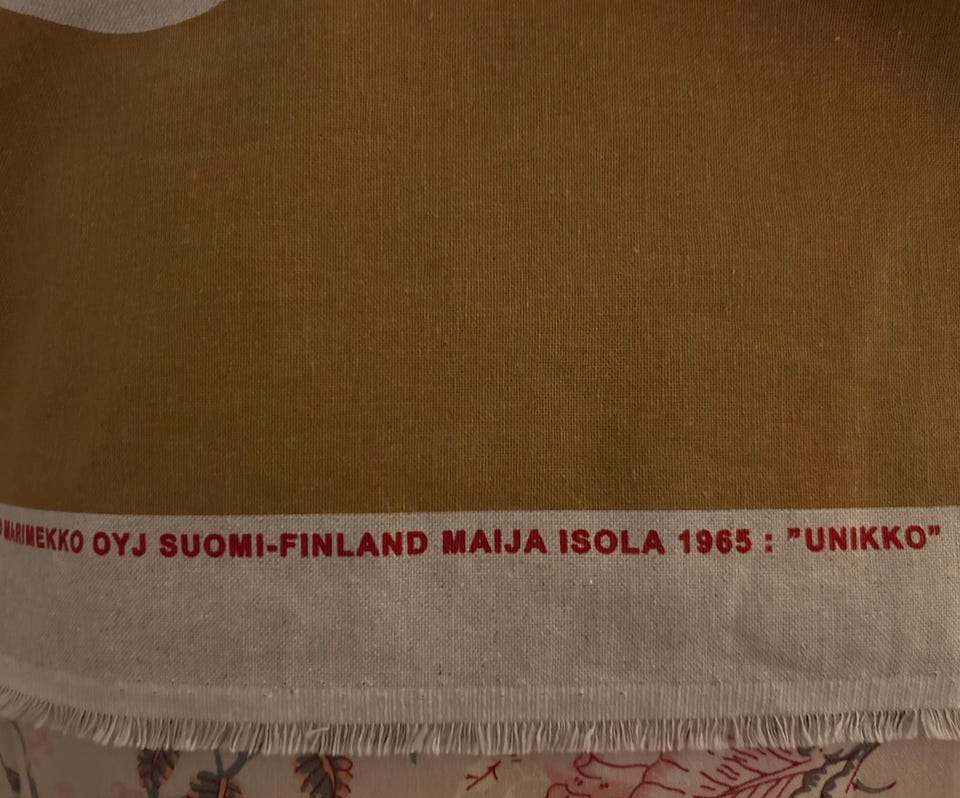 MARIMEKKO OYJ SUOMI-FINLAND MAIJA ISOLA 1965 : "UNIKKO"